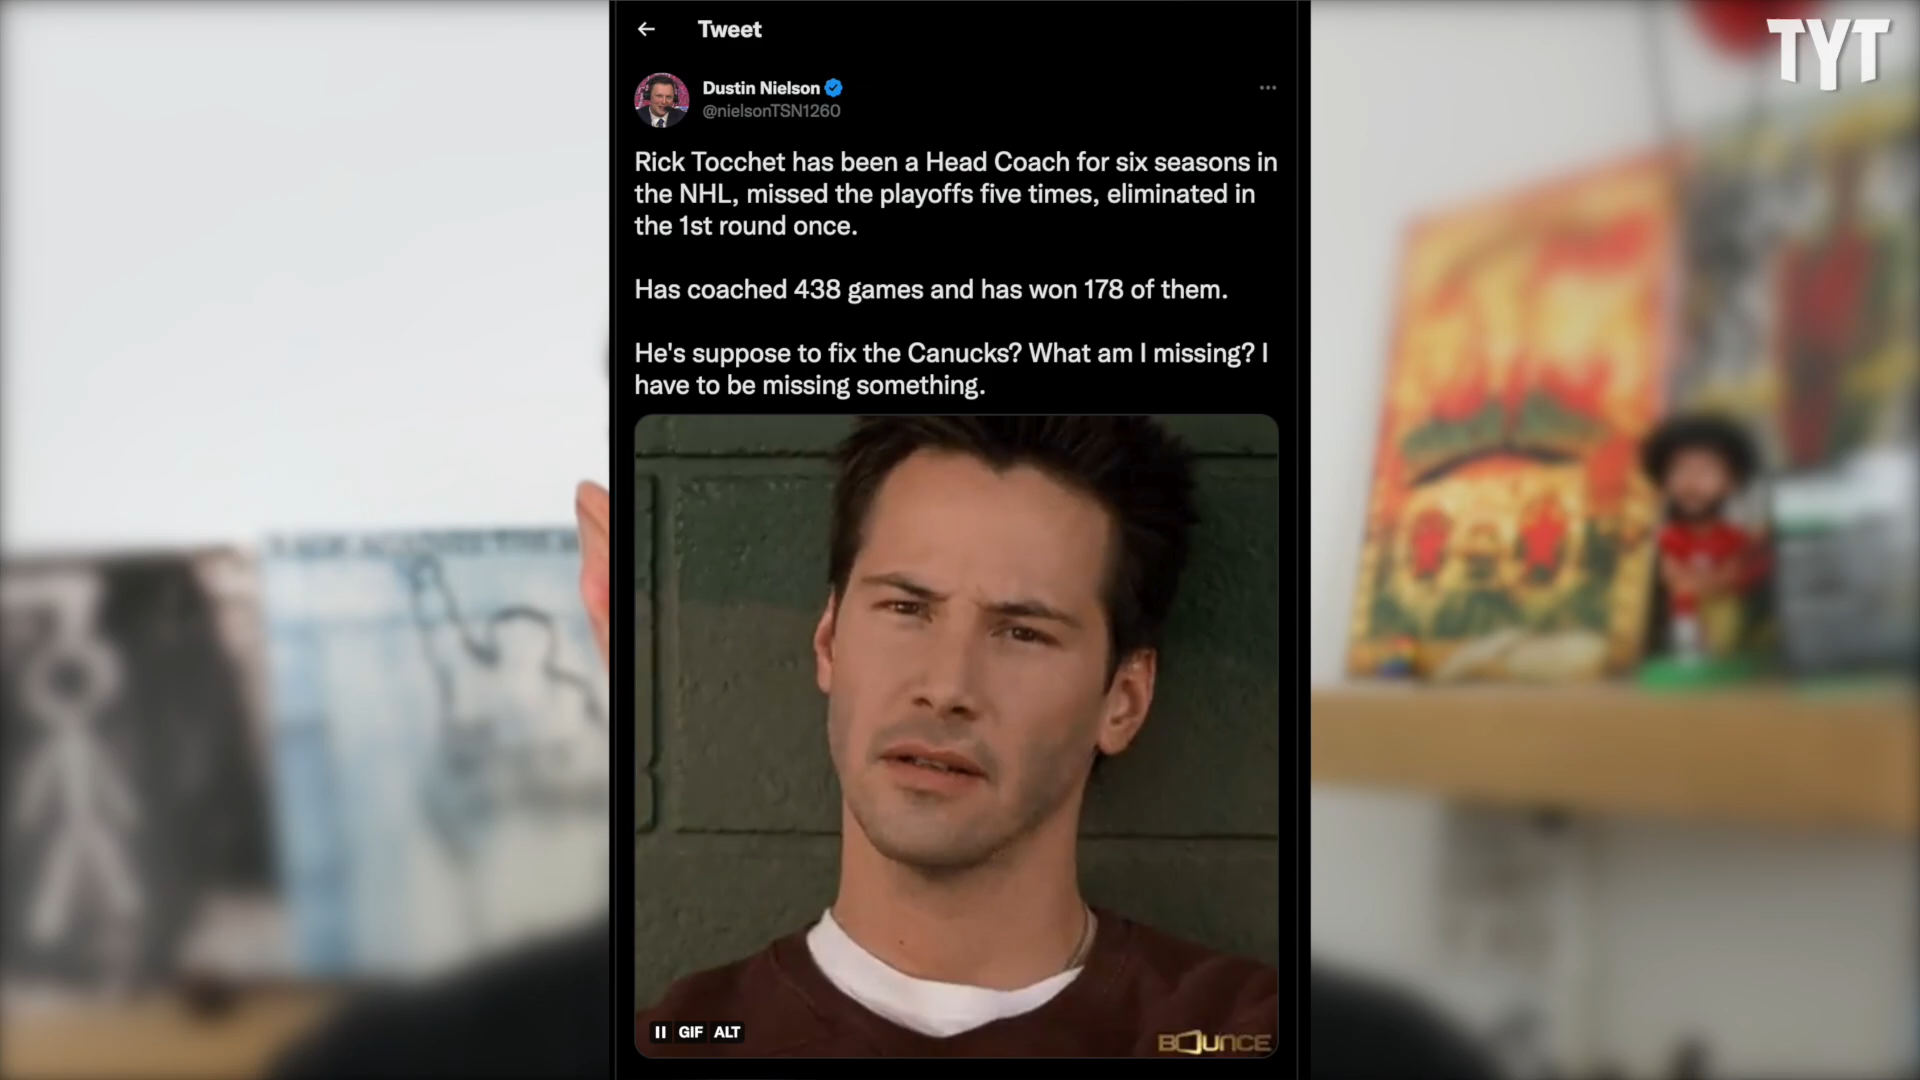 Tweet
TYT
Dustin Nielson
@nielsonTSN1260
Rick Tocchet has been a Head Coach for six seasons in
the NHL, missed the playoffs five times, eliminated in
the 1st round once.
Has coached 438 games and has won 178 of them.
He's suppose to fix the Canucks? What am I missing? I
have to be missing something.
GIF ALT
BOUNCE